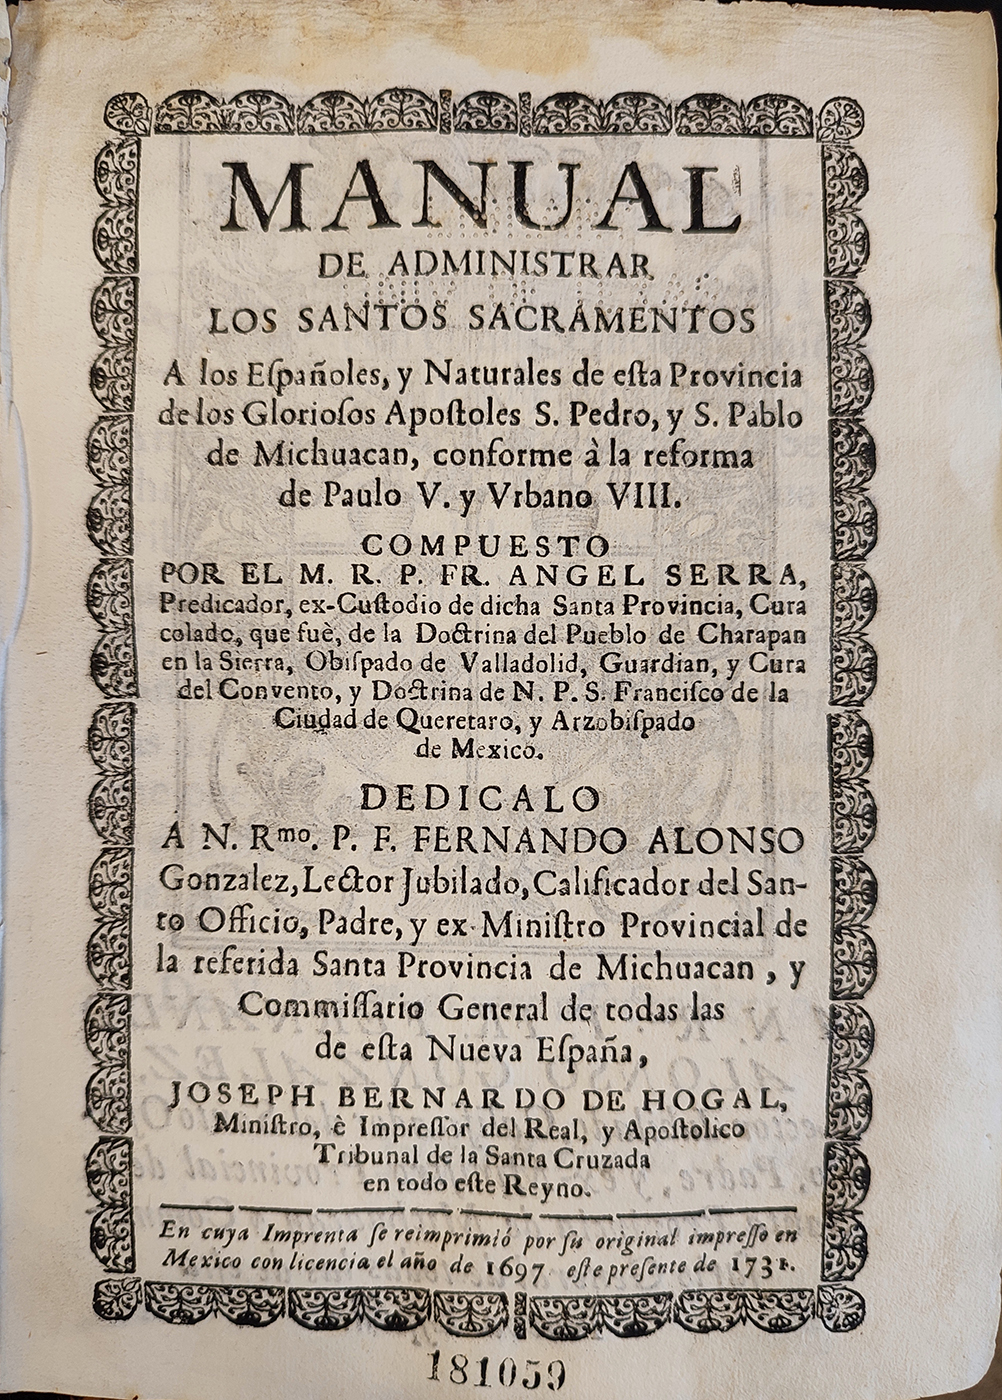 MANUAL
DE ADMINISTRAR
LOS SANTOS SACRAMENTOS
A los Eſpañoles, y Naturales de eſta Provincia
de los Glorioſos Apoſtoles S. Pedro, y S. Pablo
de Michuacan, conforme à la reforma
de Paulo V. y Vrbano VIII.
COMPUESTO
POR EL M. R. P. FR. ANGEL SERRA,
Predicador, ex-Cuſtodio de dicha Santa Provincia, Cura
colado, que fuè, de la Doctrina del Pueblo de Charapan
en la Sierra, Obiſpado de Valladolid, Guardian, y Cura
del Convento, y Doctrina de N. P. S. Franciſco de la
Ciudad de Queretaro, y Arzobiſpado
de Mexico.
DEDICALO
A N. Rmo. P. F. FERNANDO ALONSO
Gonzalez, Lector Jubilado, Calificador del San-
to Officio, Padre, y ex-Miniſtro Provincial de
la referida Santa Provincia de Michuacan, y
Commiſſario General de todas las
de eſta Nueva Eſpaña,
JOSEPH BERNARDO DE HOGAL,
Miniſtro, è Impreſſor del Real, y Apoſtolico
Tribunal de la Santa Cruzada
en todo eſte Reyno.
En cuya Imprenta ſe reimprimió por ſu original impreſſo en
Mexico con licencia el año de 1697 eſte preſente de 1731.
181059